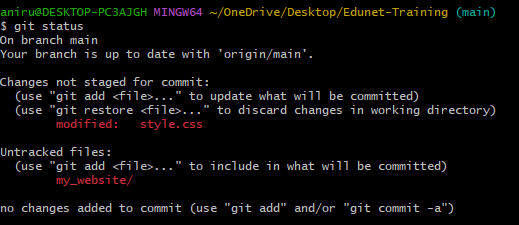 aniru@DESKTOP-PC3AJGH MINGW64 ~/OneDrive/Desktop/Edunet-Training (main)
$ git status
On branch main
Your branch is up to date with 'origin/main'.

Changes not staged for commit:
  (use "git add <file>..." to update what will be committed)
  (use "git restore <file>..." to discard changes in working directory)
        modified:   style.css

Untracked files:
  (use "git add <file>..." to include in what will be committed)
        my_website/

no changes added to commit (use "git add" and/or "git commit -a")